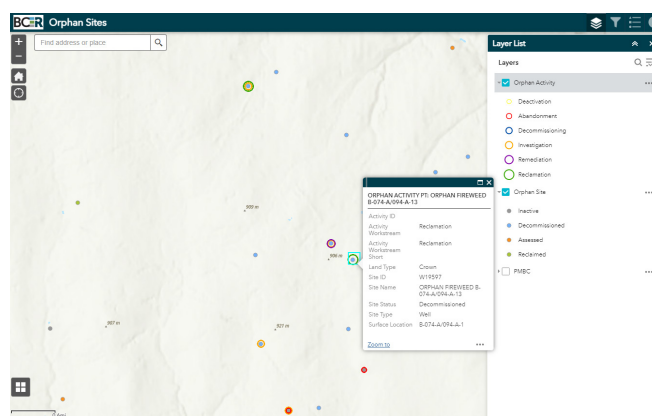 BCER Orphan Sites
Find address or place
Layer List
Layers
Orphan Activity
Deactivation
Abandonment
Decommissioning
Investigation
Remediation
Reclamation
Orphan Site
Inactive
Decommissioned
Assessed
Reclaimed
PMBC
909 m
906 m
887 m
ORPHAN ACTIVITY PT: ORPHAN FIREWEED
B-074-A/094-A-13
Activity ID
Activity Workstream Reclamation
Activity Workstream Short Reclamation
Land Type Crown
Site ID W19597
Site Name ORPHAN FIREWEED B-
074-A/094-A-13
Site Status Decommissioned
Site Type Well
Surface Location B-074-A/094-A-1
Zoom to